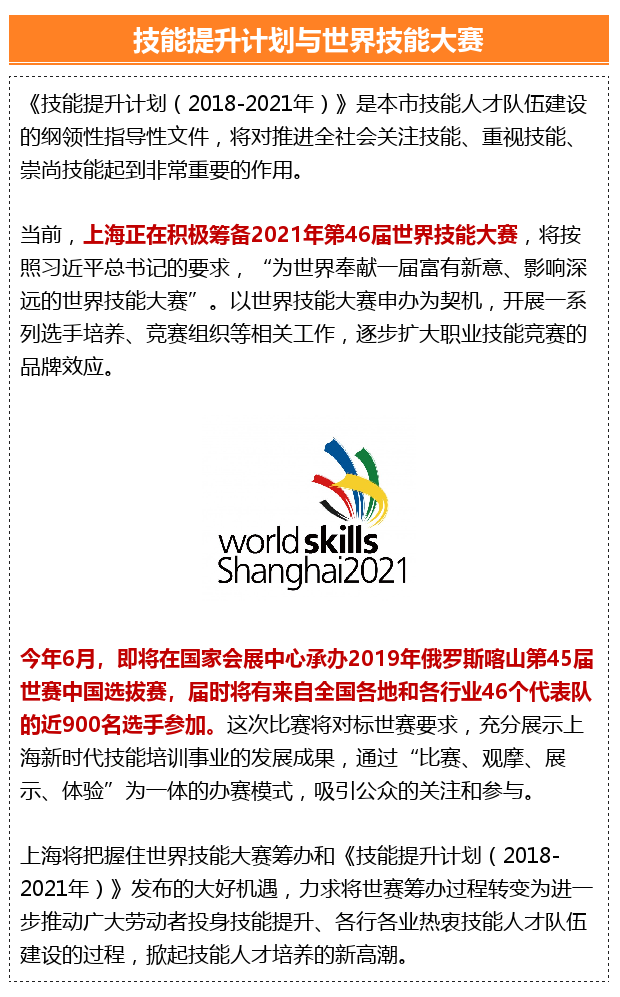 技能提升计划与世界技能大赛
《技能提升计划（2018-2021年）》是本市技能人才队伍建设
的纲领性指导性文件，将对推进全社会关注技能、重视技能、
崇尚技能起到非常重要的作用。
当前，上海正在积极筹备2021年第46届世界技能大赛，将按
照习近平总书记的要求，“为世界奉献一届富有新意、影响深
远的世界技能大赛”。以世界技能大赛申办为契机，开展一系
列选手培养、竞赛组织等相关工作，逐步扩大职业技能竞赛的
品牌效应。
worldskills
Shanghai2021
今年6月，即将在国家会展中心承办2019年俄罗斯喀山第45届
世赛中国选拔赛，届时将有来自全国各地和各行业46个代表队
的近900名选手参加。这次比赛将对标世赛要求，充分展示上
海新时代技能培训事业的发展成果，通过“比赛、观摩、展
示、体验”为一体的办赛模式，吸引公众的关注和参与。
上海将把握住世界技能大赛筹办和《技能提升计划（2018-
2021年）》发布的大好机遇，力求将世赛筹办过程转变为进一
步推动广大劳动者投身技能提升、各行各业热衷技能人才队伍
建设的过程，掀起技能人才培养的新高潮。